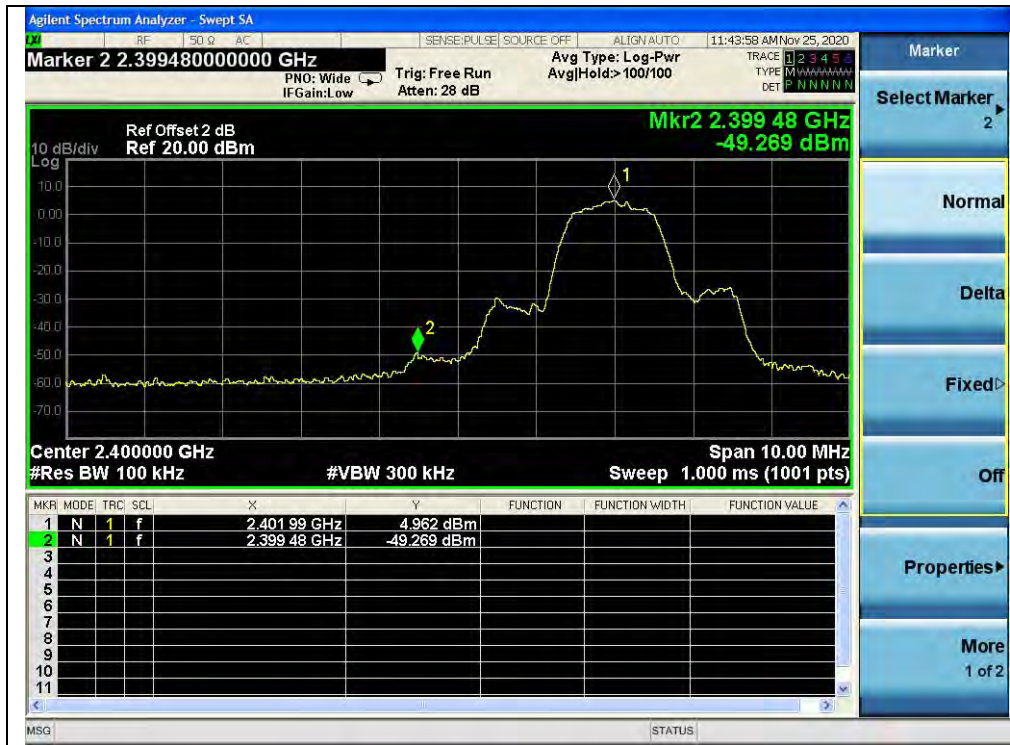 Agilent Spectrum Analyzer - Swept SA
LXI RF 50 Ω AC SENSE:PULSE SOURCE OFF ALIGN AUTO 11:43:58 AM Nov 25, 2020
Marker 2 2.399480000000 GHz
PNO: Wide
IFGain:Low
Trig: Free Run
Atten: 28 dB
Avg Type: Log-Pwr
Avg|Hold:>100/100
TRACE 1 2 3 4 5 6
TYPE M
DET P N N N N N
Ref Offset 2 dB
Ref 20.00 dBm
10 dB/div
Log
Mkr2 2.399 48 GHz
-49.269 dBm
10.0
0.00
-10.0
-20.0
-30.0
-40.0
-50.0
-60.0
-70.0
1
2
Center 2.400000 GHz
Span 10.00 MHz
#Res BW 100 kHz
#VBW 300 kHz
Sweep 1.000 ms (1001 pts)
MKR MODE TRC SCL X Y FUNCTION FUNCTION WIDTH FUNCTION VALUE
1 N 1 f 2.401 99 GHz 4.962 dBm
2 N 1 f 2.399 48 GHz -49.269 dBm
3
4
5
6
7
8
9
10
11
MSG
STATUS
Marker
Select Marker
2
Normal
Delta
Fixed
Off
Properties
More
1 of 2